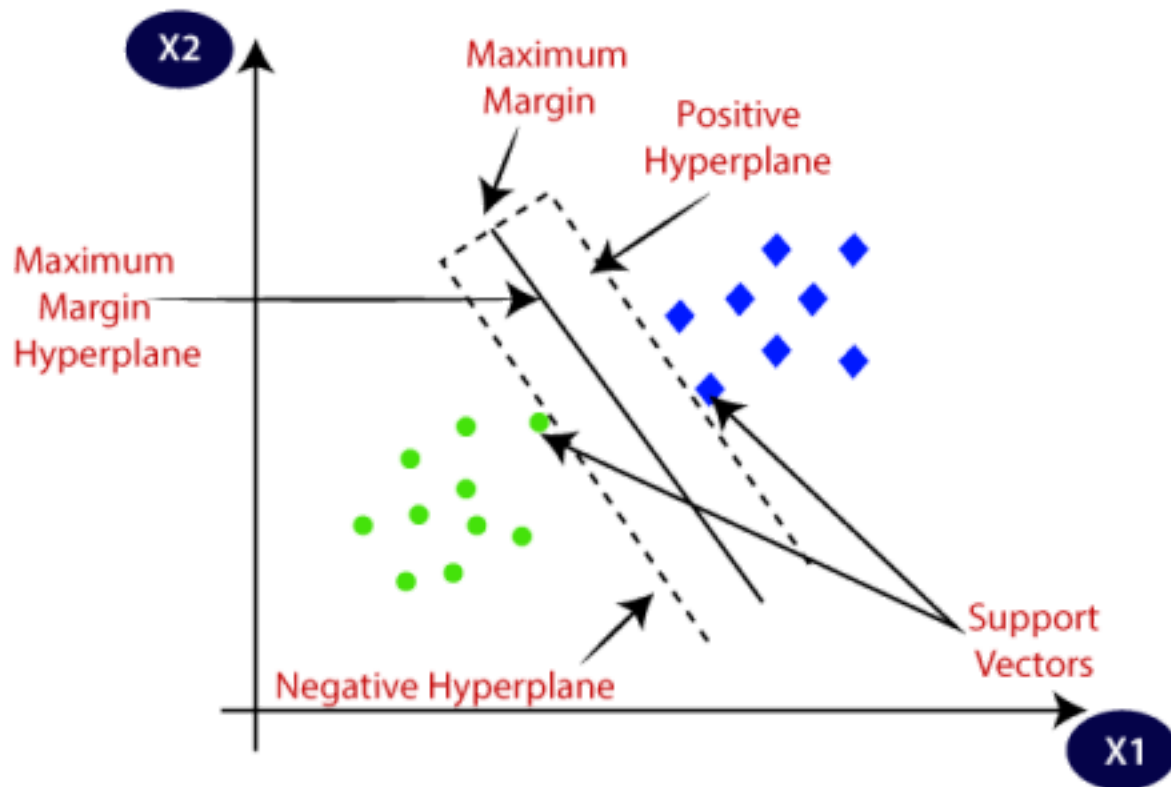 X2
Maximum
Margin
Positive
Hyperplane
Maximum
Margin
Hyperplane
Support
Vectors
Negative Hyperplane
X1